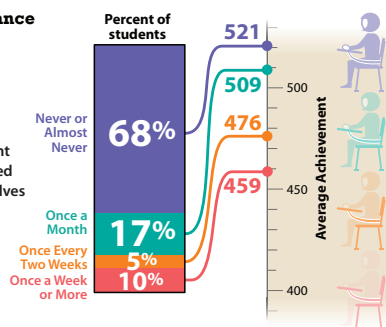 ance
Percent of
students
521
509
476
459
Never or
Almost
Never
68%
nt
ed
lves
Once a
Month
17%
Once Every
Two Weeks
5%
Once a Week
or More
10%
500
450
400
Average Achievement